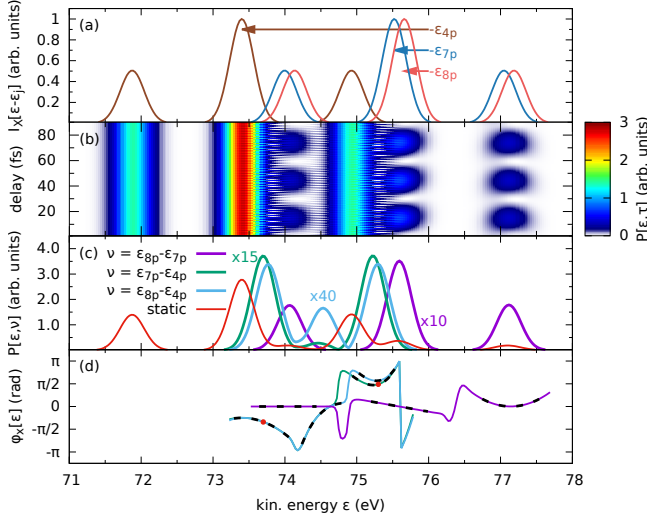 (a)
I_X[ε-ε_i] (arb. units)
1
0.8
0.6
0.4
0.2
-ε_4p
-ε_7p
-ε_8p
(b)
delay (fs)
80
60
40
20
3
2
1
0
P[ε,τ] (arb. units)
(c)
P[ε,ν] (arb. units)
4.0
3.0
2.0
1.0
ν = ε_8p-ε_7p
ν = ε_7p-ε_4p
ν = ε_8p-ε_4p
static
x15
x40
x10
(d)
φ_X[ε] (rad)
π
π/2
0
-π/2
-π
71 72 73 74 75 76 77 78
kin. energy ε (eV)